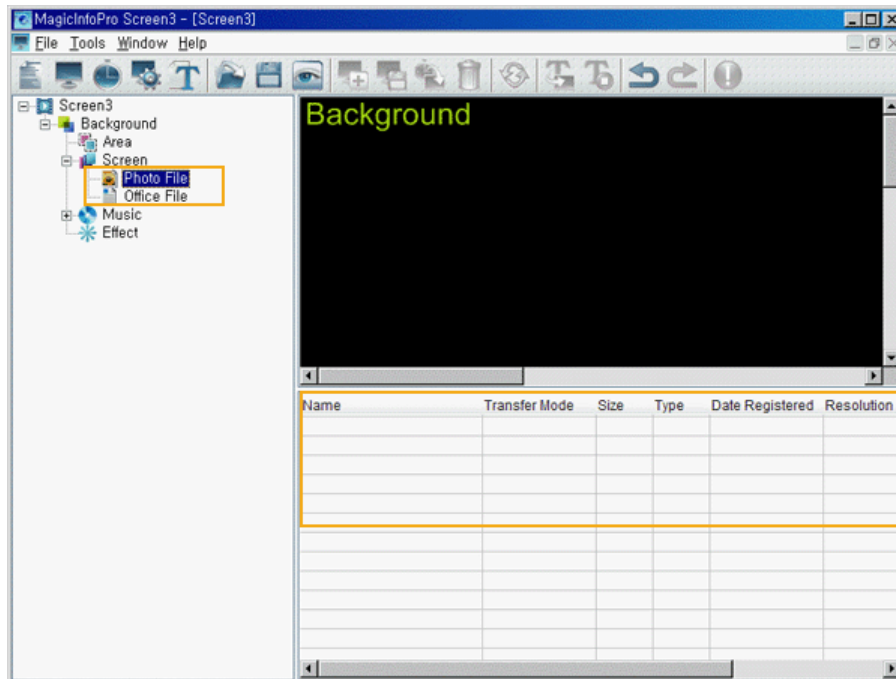 MagicInfoPro Screen3 - [Screen3]
File Tools Window Help
Screen3
Background
Area
Screen
Photo File
Office File
Music
Effect
Background
Name Transfer Mode Size Type Date Registered Resolution